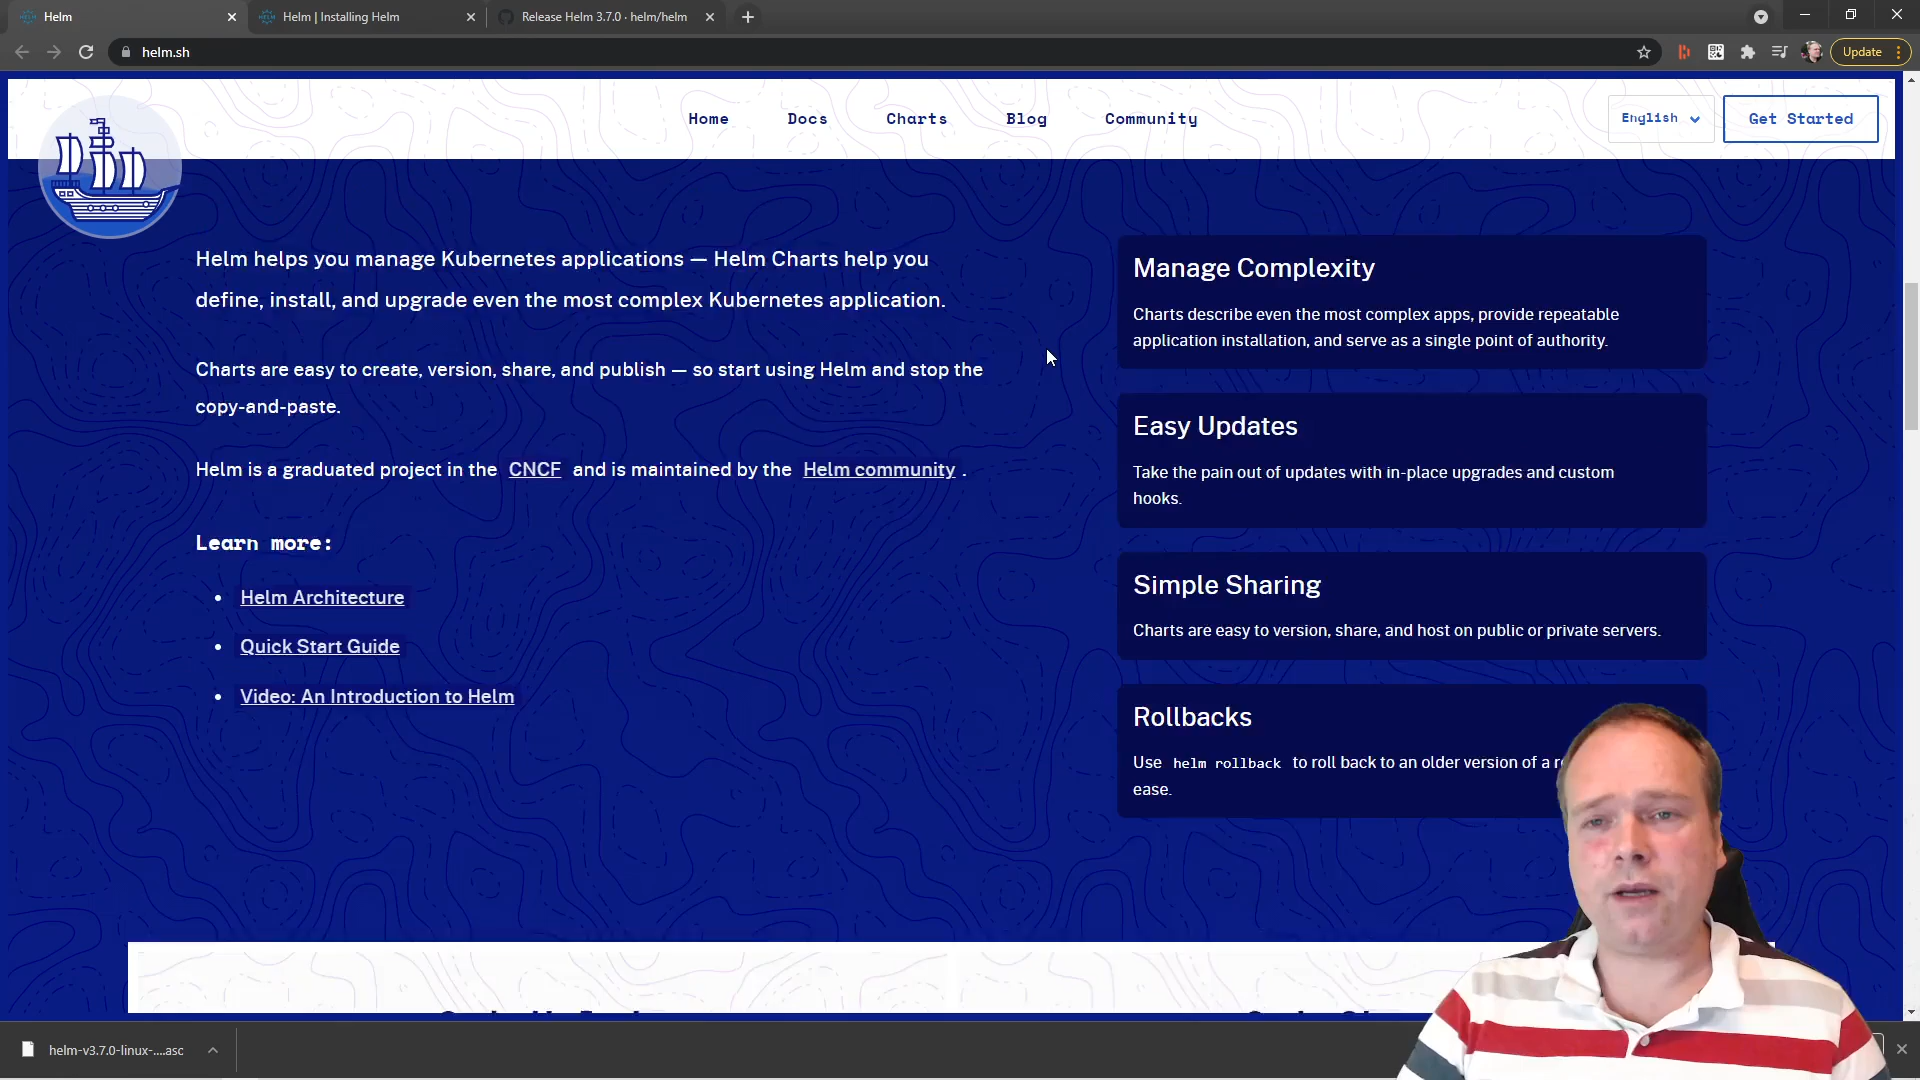 Helm
Helm | Installing Helm
Release Helm 3.7.0 · helm/helm
helm.sh
Update
Home
Docs
Charts
Blog
Community
English
Get Started
Helm helps you manage Kubernetes applications — Helm Charts help you
define, install, and upgrade even the most complex Kubernetes application.
Charts are easy to create, version, share, and publish — so start using Helm and stop the
copy-and-paste.
Helm is a graduated project in the CNCF and is maintained by the Helm community .
Learn more:
• Helm Architecture
• Quick Start Guide
• Video: An Introduction to Helm
Manage Complexity
Charts describe even the most complex apps, provide repeatable
application installation, and serve as a single point of authority.
Easy Updates
Take the pain out of updates with in-place upgrades and custom
hooks.
Simple Sharing
Charts are easy to version, share, and host on public or private servers.
Rollbacks
Use helm rollback to roll back to an older version of a
ease.
helm-v3.7.0-linux-....asc